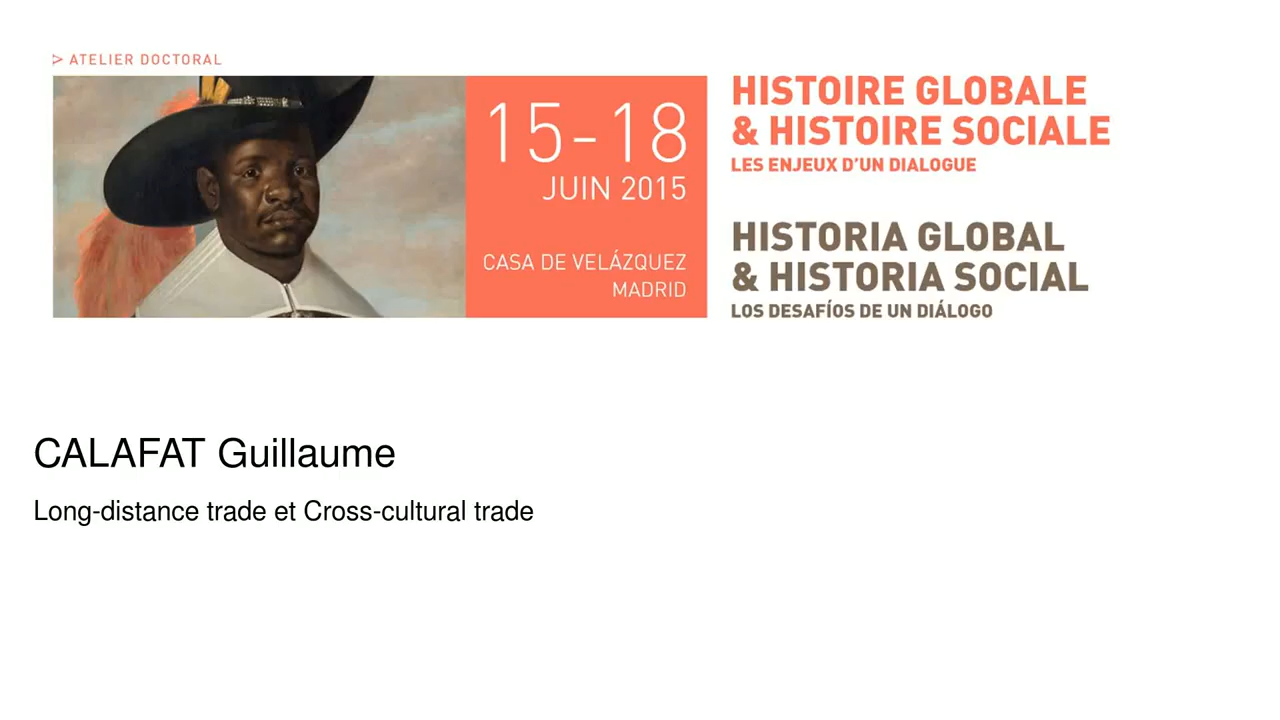 > ATELIER DOCTORAL
15-18
JUIN 2015
CASA DE VELÁZQUEZ
MADRID
HISTOIRE GLOBALE
& HISTOIRE SOCIALE
LES ENJEUX D'UN DIALOGUE
HISTORIA GLOBAL
& HISTORIA SOCIAL
LOS DESAFÍOS DE UN DIÁLOGO
CALAFAT Guillaume
Long-distance trade et Cross-cultural trade